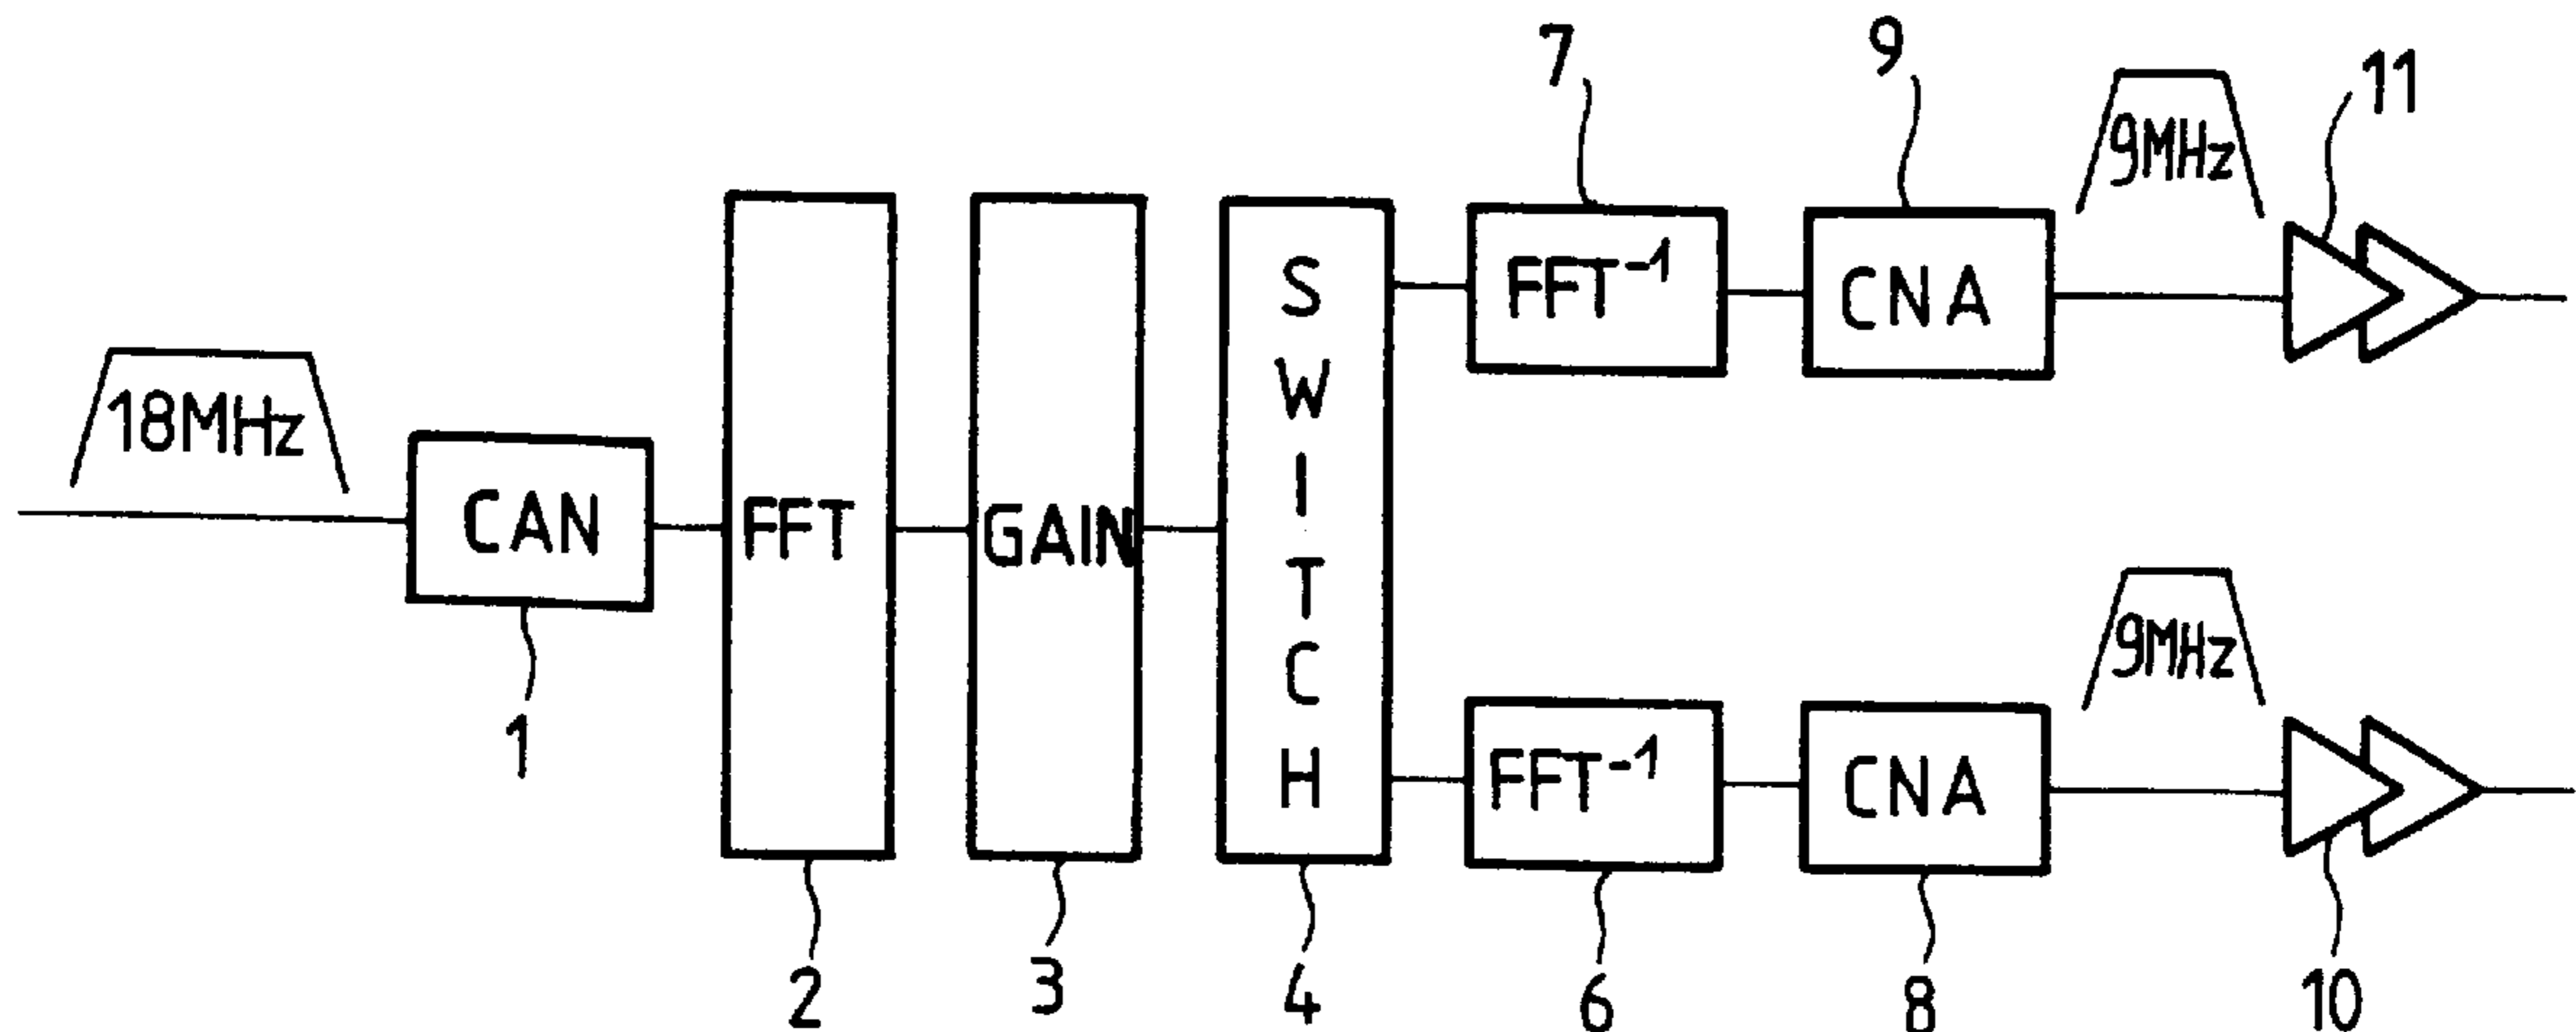 7
9
9MHz
11
FFT⁻¹
CNA
18MHz
CAN
FFT
GAIN
SWITCH
1
9MHz
FFT⁻¹
CNA
2
3
4
6
8
10